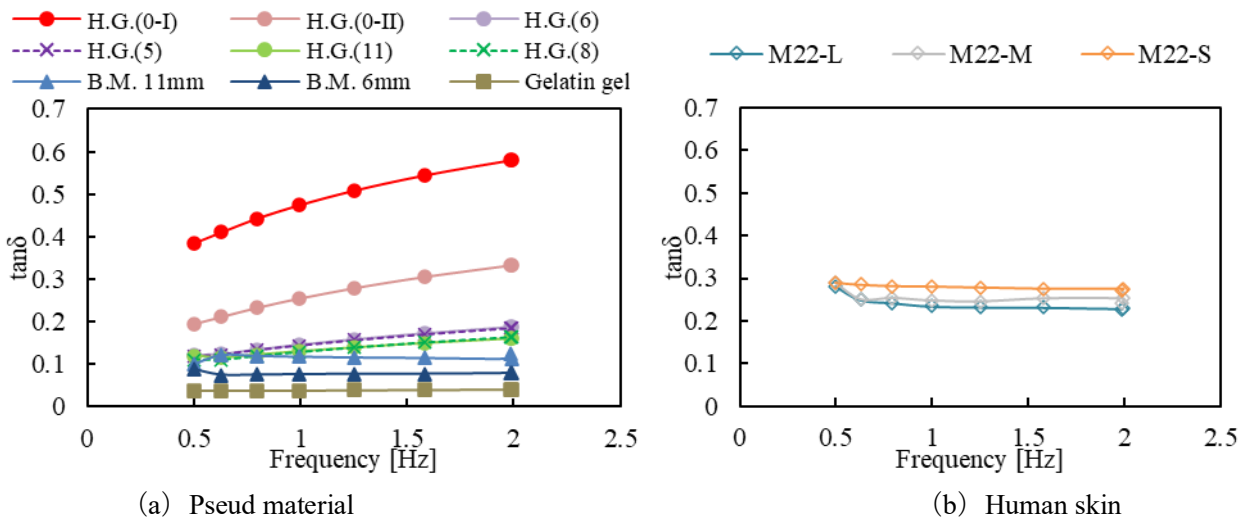 H.G.(0-I) H.G.(0-II) H.G.(6)
H.G.(5) H.G.(11) H.G.(8)
B.M. 11mm B.M. 6mm Gelatin gel
0.7
0.6
0.5
0.4
0.3
0.2
0.1
0
tanδ
0 0.5 1 1.5 2 2.5
Frequency [Hz]
(a) Pseud material
M22-L M22-M M22-S
0.7
0.6
0.5
0.4
0.3
0.2
0.1
0
tanδ
0 0.5 1 1.5 2 2.5
Frequency [Hz]
(b) Human skin